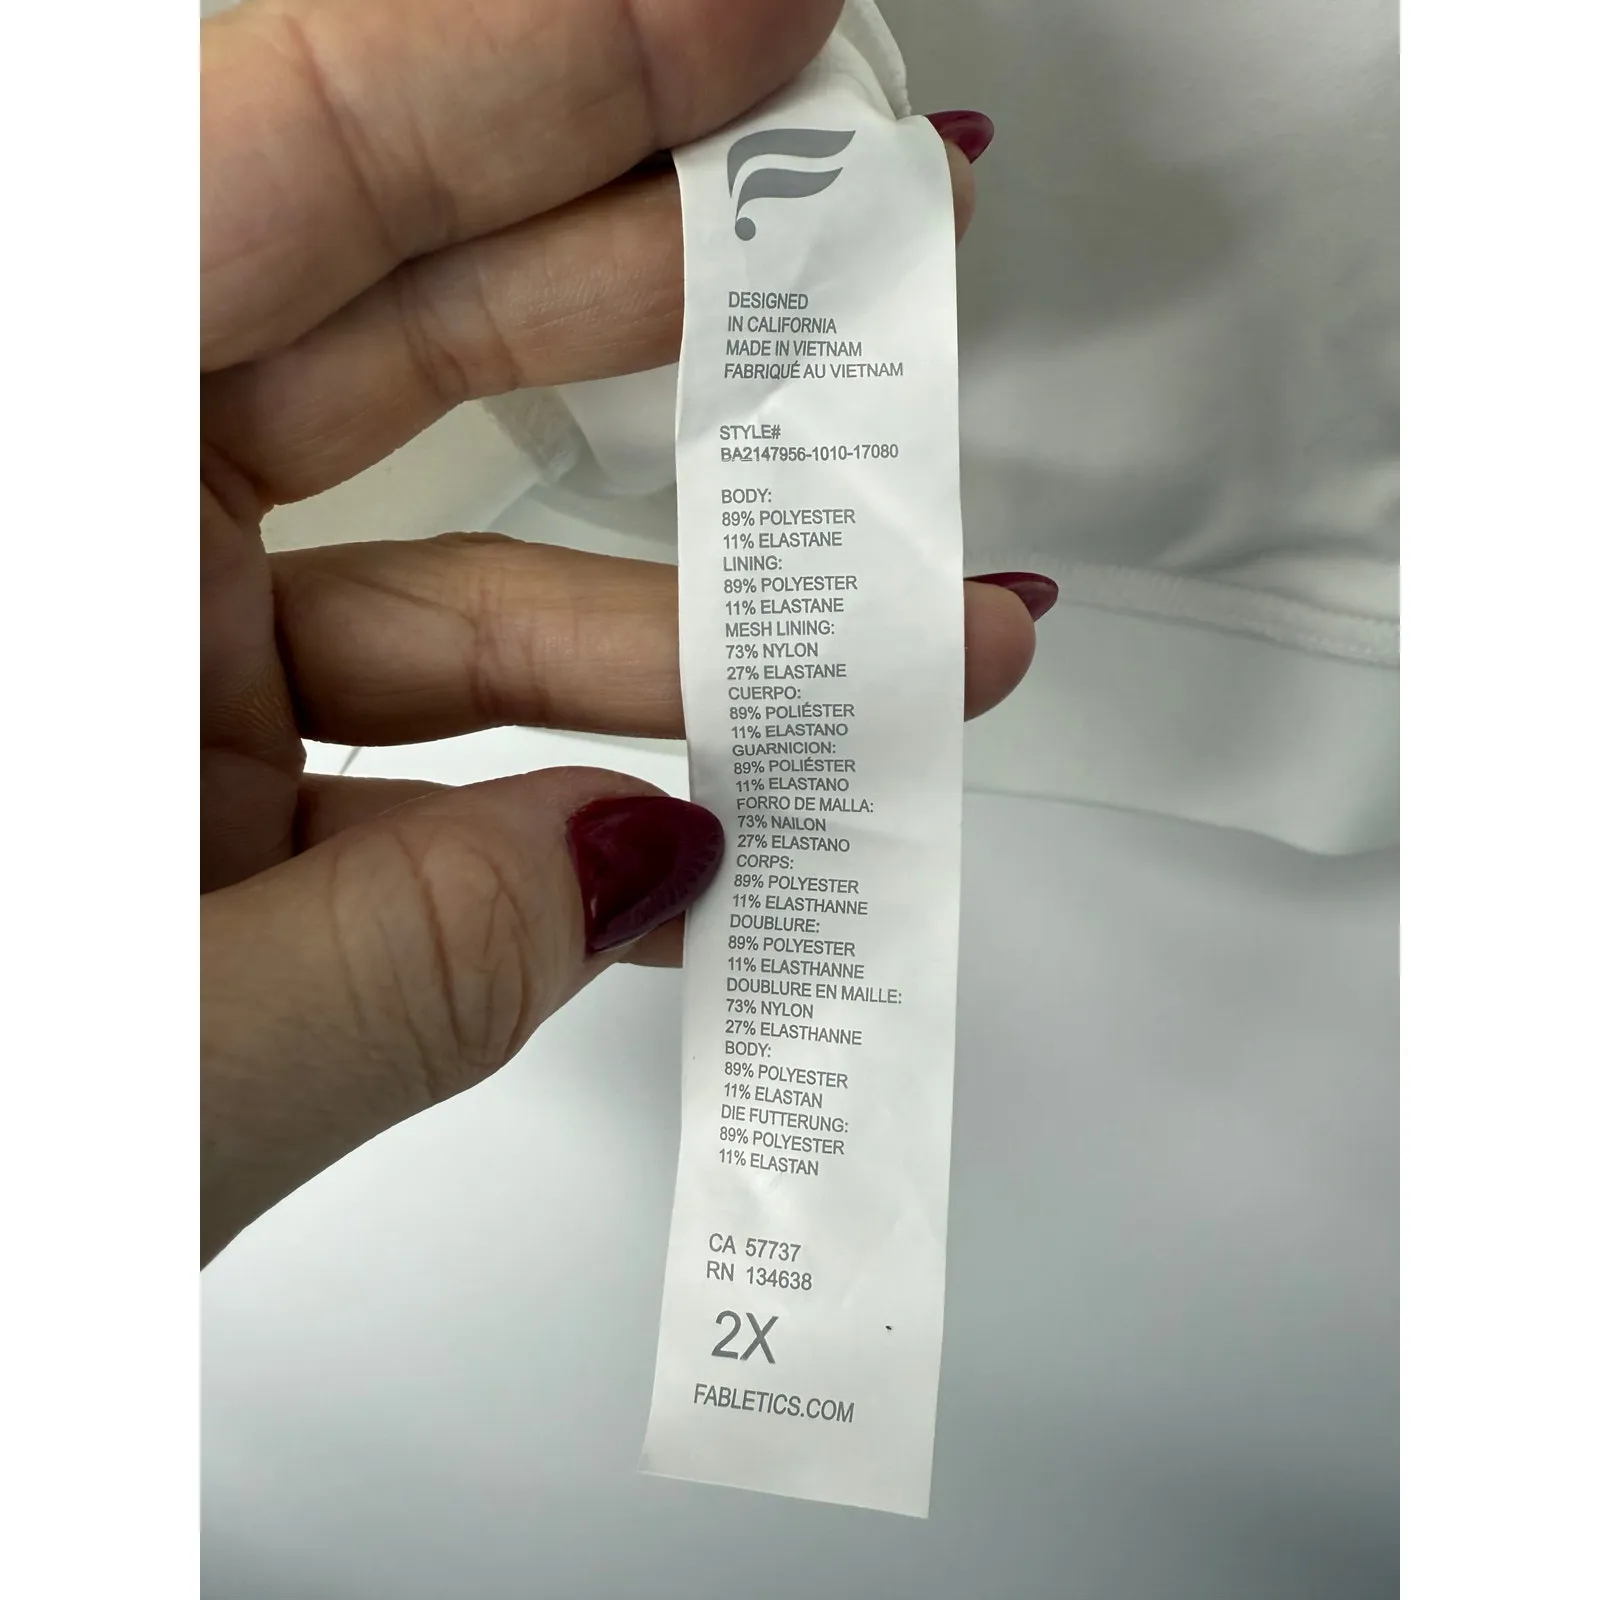 DESIGNED
IN CALIFORNIA
MADE IN VIETNAM
FABRIQUÉ AU VIETNAM
STYLE#
BA2147956-1010-17080
BODY:
89% POLYESTER
11% ELASTANE
LINING:
89% POLYESTER
11% ELASTANE
MESH LINING:
73% NYLON
27% ELASTANE
CUERPO:
89% POLIÉSTER
11% ELASTANO
GUARNICION:
89% POLIÉSTER
11% ELASTANO
FORRO DE MALLA:
73% NAILON
27% ELASTANO
CORPS:
89% POLYESTER
11% ELASTHANNE
DOUBLURE:
89% POLYESTER
11% ELASTHANNE
DOUBLURE EN MAILLE:
73% NYLON
27% ELASTHANNE
BODY:
89% POLYESTER
11% ELASTAN
DIE FUTTERUNG:
89% POLYESTER
11% ELASTAN
CA 57737
RN 134638
2X
FABLETICS.COM